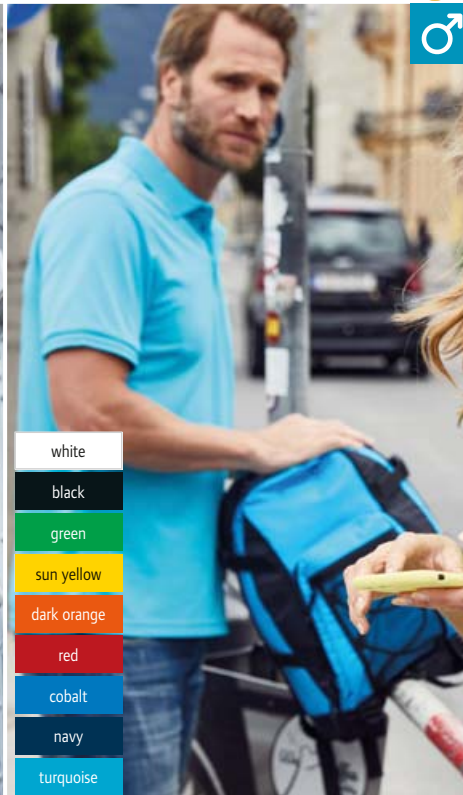 white
black
green
sun yellow
dark orange
red
cobalt
navy
turquoise